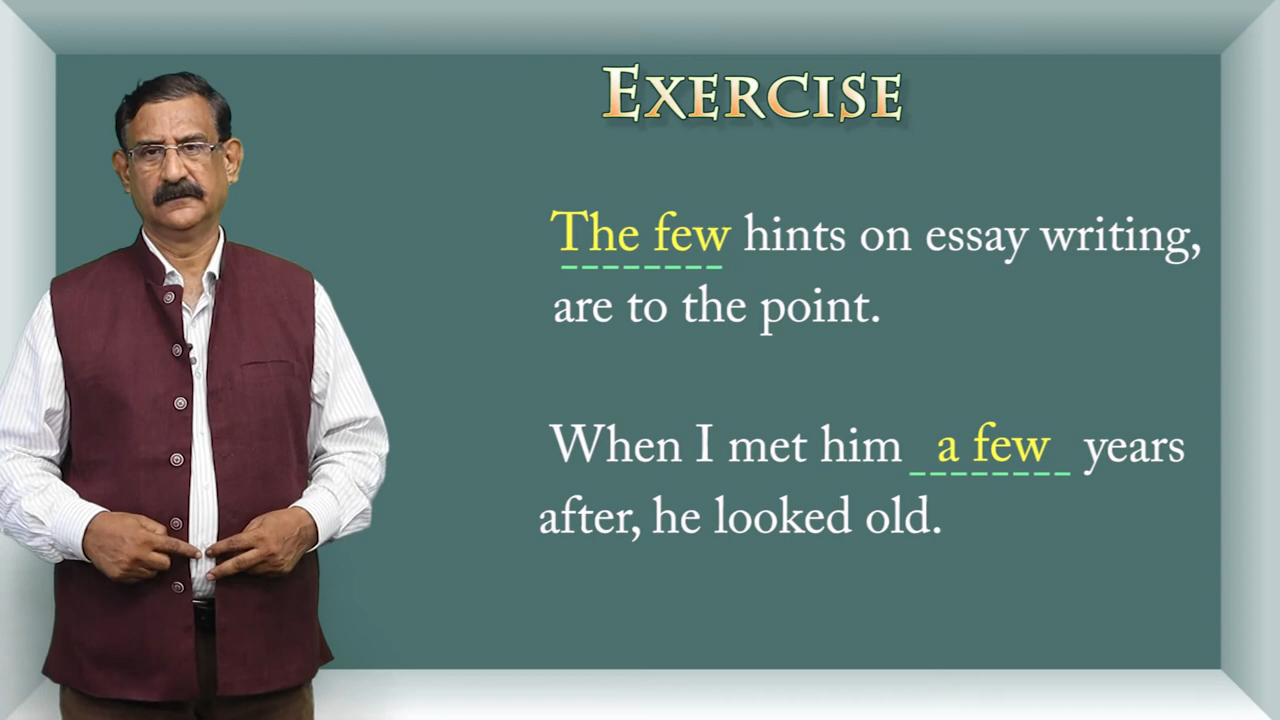 EXERCISE
The few hints on essay writing,
are to the point.
When I met him a few years
after, he looked old.